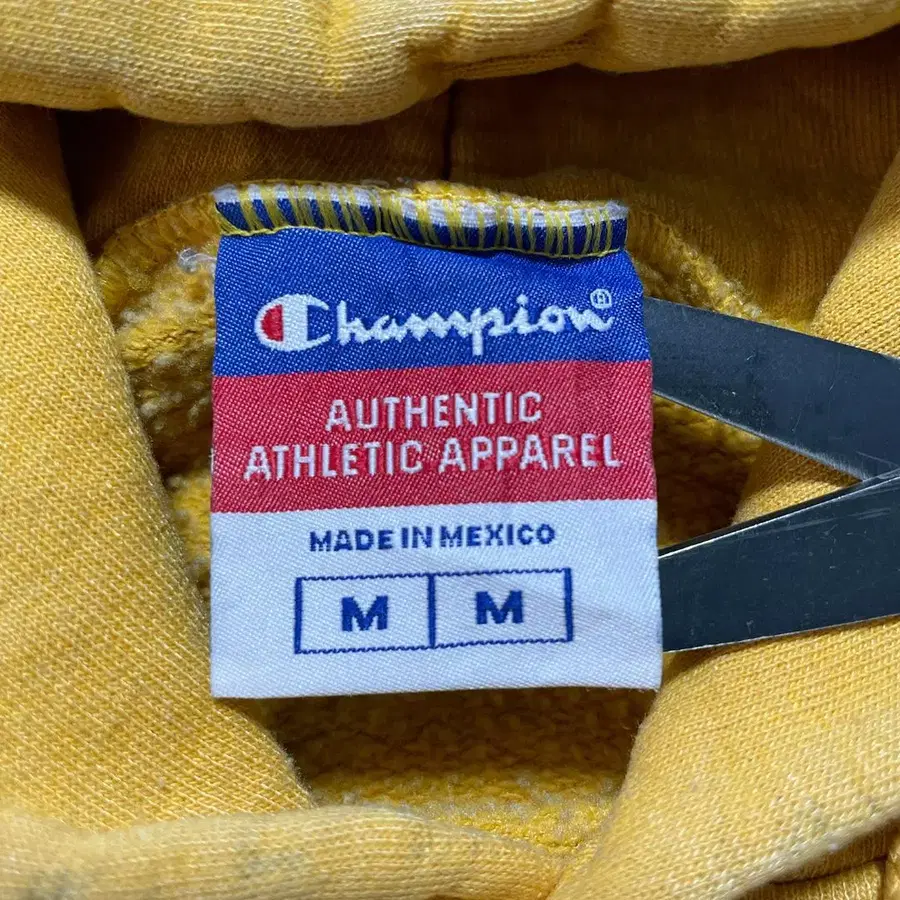 Champion®
AUTHENTIC
ATHLETIC APPAREL
MADE IN MEXICO
M M